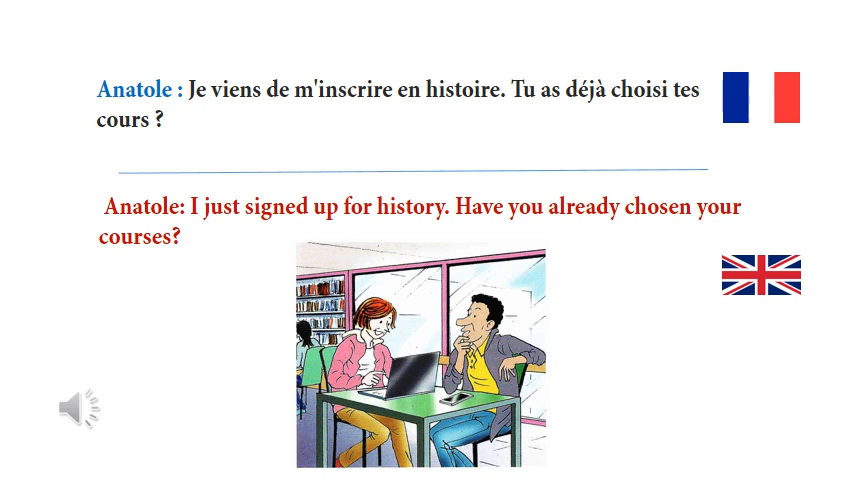 Anatole : Je viens de m'inscrire en histoire. Tu as déjà choisi tes
cours ?
Anatole: I just signed up for history. Have you already chosen your
courses?